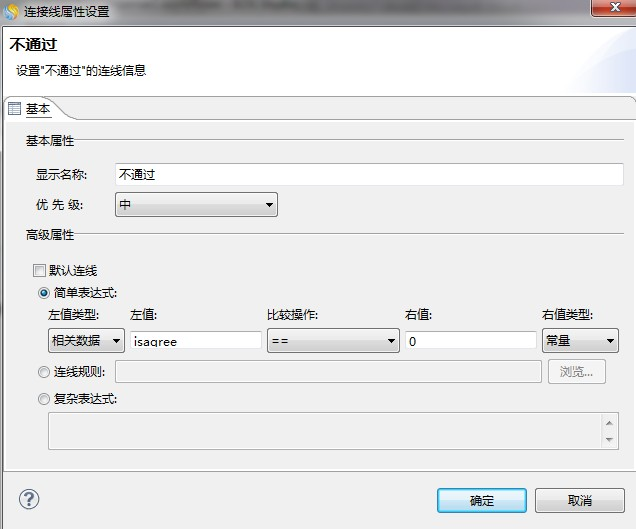 连接线属性设置
不通过
设置"不通过"的连线信息
基本
基本属性
显示名称: 不通过
优 先 级: 中
高级属性
默认连线
简单表达式:
左值类型: 左值: 比较操作: 右值: 右值类型:
相关数据 isagree == 0 常量
连线规则: 浏览...
复杂表达式:
确定 取消